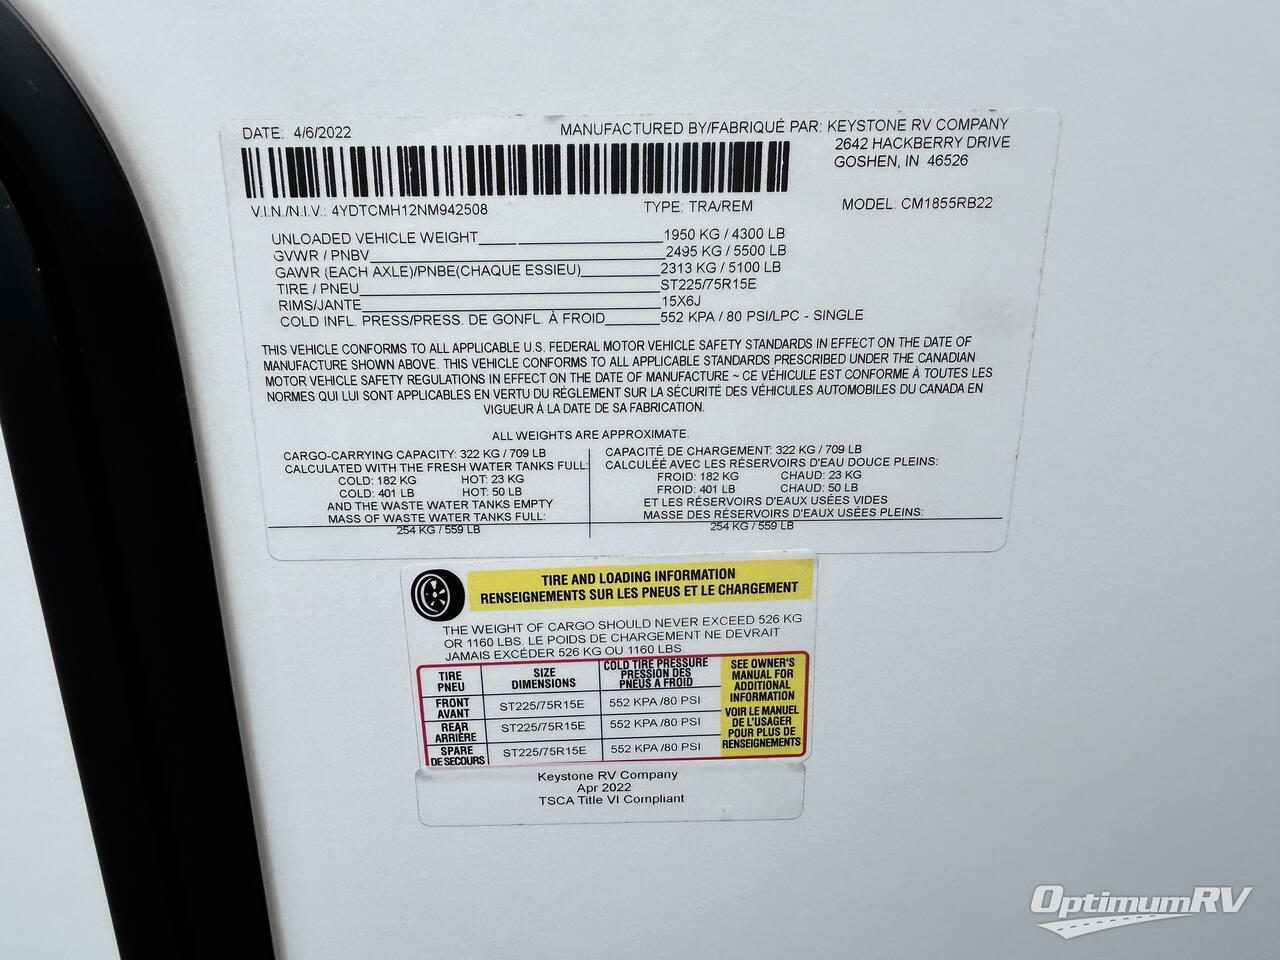 DATE: 4/6/2022
MANUFACTURED BY/FABRIQUÉ PAR: KEYSTONE RV COMPANY
2642 HACKBERRY DRIVE
GOSHEN, IN 46526
V.I.N./N.I.V.: 4YDTCMH12NM942508
TYPE: TRA/REM
MODEL: CM1855RB22
UNLOADED VEHICLE WEIGHT 1950 KG / 4300 LB
GVWR / PNBV 2495 KG / 5500 LB
GAWR (EACH AXLE)/PNBE(CHAQUE ESSIEU) 2313 KG / 5100 LB
TIRE / PNEU ST225/75R15E
RIMS/JANTE 15X6J
COLD INFL. PRESS/PRESS. DE GONFL. À FROID 552 KPA / 80 PSI/LPC - SINGLE
THIS VEHICLE CONFORMS TO ALL APPLICABLE U.S. FEDERAL MOTOR VEHICLE SAFETY STANDARDS IN EFFECT ON THE DATE OF
MANUFACTURE SHOWN ABOVE. THIS VEHICLE CONFORMS TO ALL APPLICABLE STANDARDS PRESCRIBED UNDER THE CANADIAN
MOTOR VEHICLE SAFETY REGULATIONS IN EFFECT ON THE DATE OF MANUFACTURE ~ CE VÉHICULE EST CONFORME À TOUTES LES
NORMES QUI LUI SONT APPLICABLES EN VERTU DU RÈGLEMENT SUR LA SÉCURITÉ DES VÉHICULES AUTOMOBILES DU CANADA EN
VIGUEUR À LA DATE DE SA FABRICATION.
ALL WEIGHTS ARE APPROXIMATE.
CARGO-CARRYING CAPACITY: 322 KG / 709 LB
CALCULATED WITH THE FRESH WATER TANKS FULL:
COLD: 182 KG HOT: 23 KG
COLD: 401 LB HOT: 50 LB
AND THE WASTE WATER TANKS EMPTY
MASS OF WASTE WATER TANKS FULL:
254 KG / 559 LB
CAPACITÉ DE CHARGEMENT: 322 KG / 709 LB
CALCULÉE AVEC LES RÉSERVOIRS D'EAU DOUCE PLEINS:
FROID: 182 KG CHAUD: 23 KG
FROID: 401 LB CHAUD: 50 LB
ET LES RÉSERVOIRS D'EAUX USÉES VIDES
MASSE DES RÉSERVOIRS D'EAUX USÉES PLEINS:
254 KG / 559 LB
TIRE AND LOADING INFORMATION
RENSEIGNEMENTS SUR LES PNEUS ET LE CHARGEMENT
THE WEIGHT OF CARGO SHOULD NEVER EXCEED 526 KG
OR 1160 LBS. LE POIDS DE CHARGEMENT NE DEVRAIT
JAMAIS EXCÉDER 526 KG OU 1160 LBS.
TIRE
PNEU
SIZE
DIMENSIONS
COLD TIRE PRESSURE
PRESSION DES
PNEUS A FROID
FRONT
AVANT
ST225/75R15E
552 KPA /80 PSI
REAR
ARRIÈRE
ST225/75R15E
552 KPA /80 PSI
SPARE
DE SECOURS
ST225/75R15E
552 KPA /80 PSI
SEE OWNER'S
MANUAL FOR
ADDITIONAL
INFORMATION
VOIR LE MANUEL
DE L'USAGER
POUR PLUS DE
RENSEIGNEMENTS
Keystone RV Company
Apr 2022
TSCA Title VI Compliant
OptimumRV